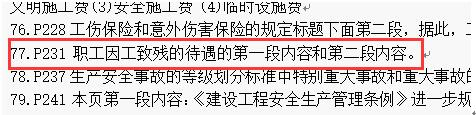 文明施工费(3)安全施工费 (4)临时设施费
76.P228 工伤保险和意外伤害保险的规定标题下面第二段，据此，工
77.P231 职工因工致残的待遇的第一段内容和第二段内容。
78.P237 生产安全事故的等级划分标准中特别重大事故和重大事故的
79.P241 本页第一段内容：《建设工程安全生产管理条例》进一步规